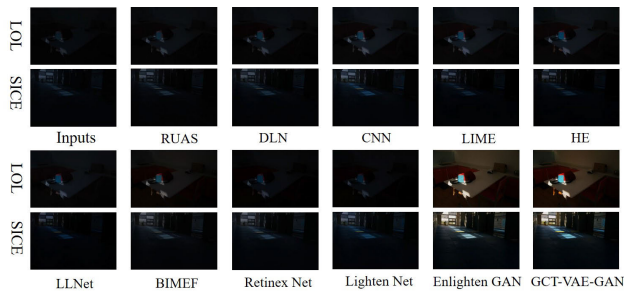 LOL
SICE
Inputs RUAS DLN CNN LIME HE
LOL
SICE
LLNet BIMEF Retinex Net Lighten Net Enlighten GAN GCT-VAE-GAN